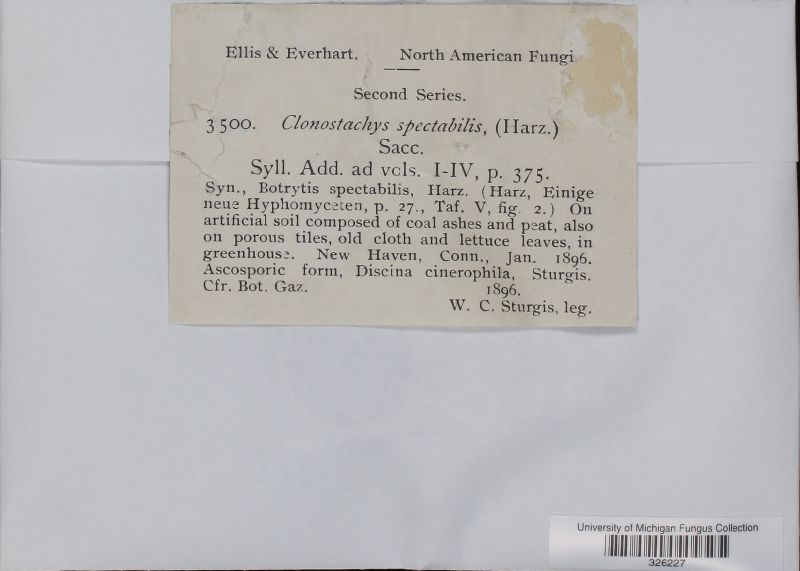 Ellis & Everhart. North American Fungi
Second Series.
3500. Clonostachys spectabilis, (Harz.)
Sacc.
Syll. Add. ad vols. I-IV, p. 375.
Syn., Botrytis spectabilis, Harz. (Harz, Einige
neue Hyphomyceten, p. 27., Taf. V, fig. 2.) On
artificial soil composed of coal ashes and peat, also
on porous tiles, old cloth and lettuce leaves, in
greenhouse. New Haven, Conn., Jan. 1896.
Ascosporic form, Discina cinerophila, Sturgis.
Cfr. Bot. Gaz. 1896.
W. C. Sturgis, leg.
University of Michigan Fungus Collection
326227